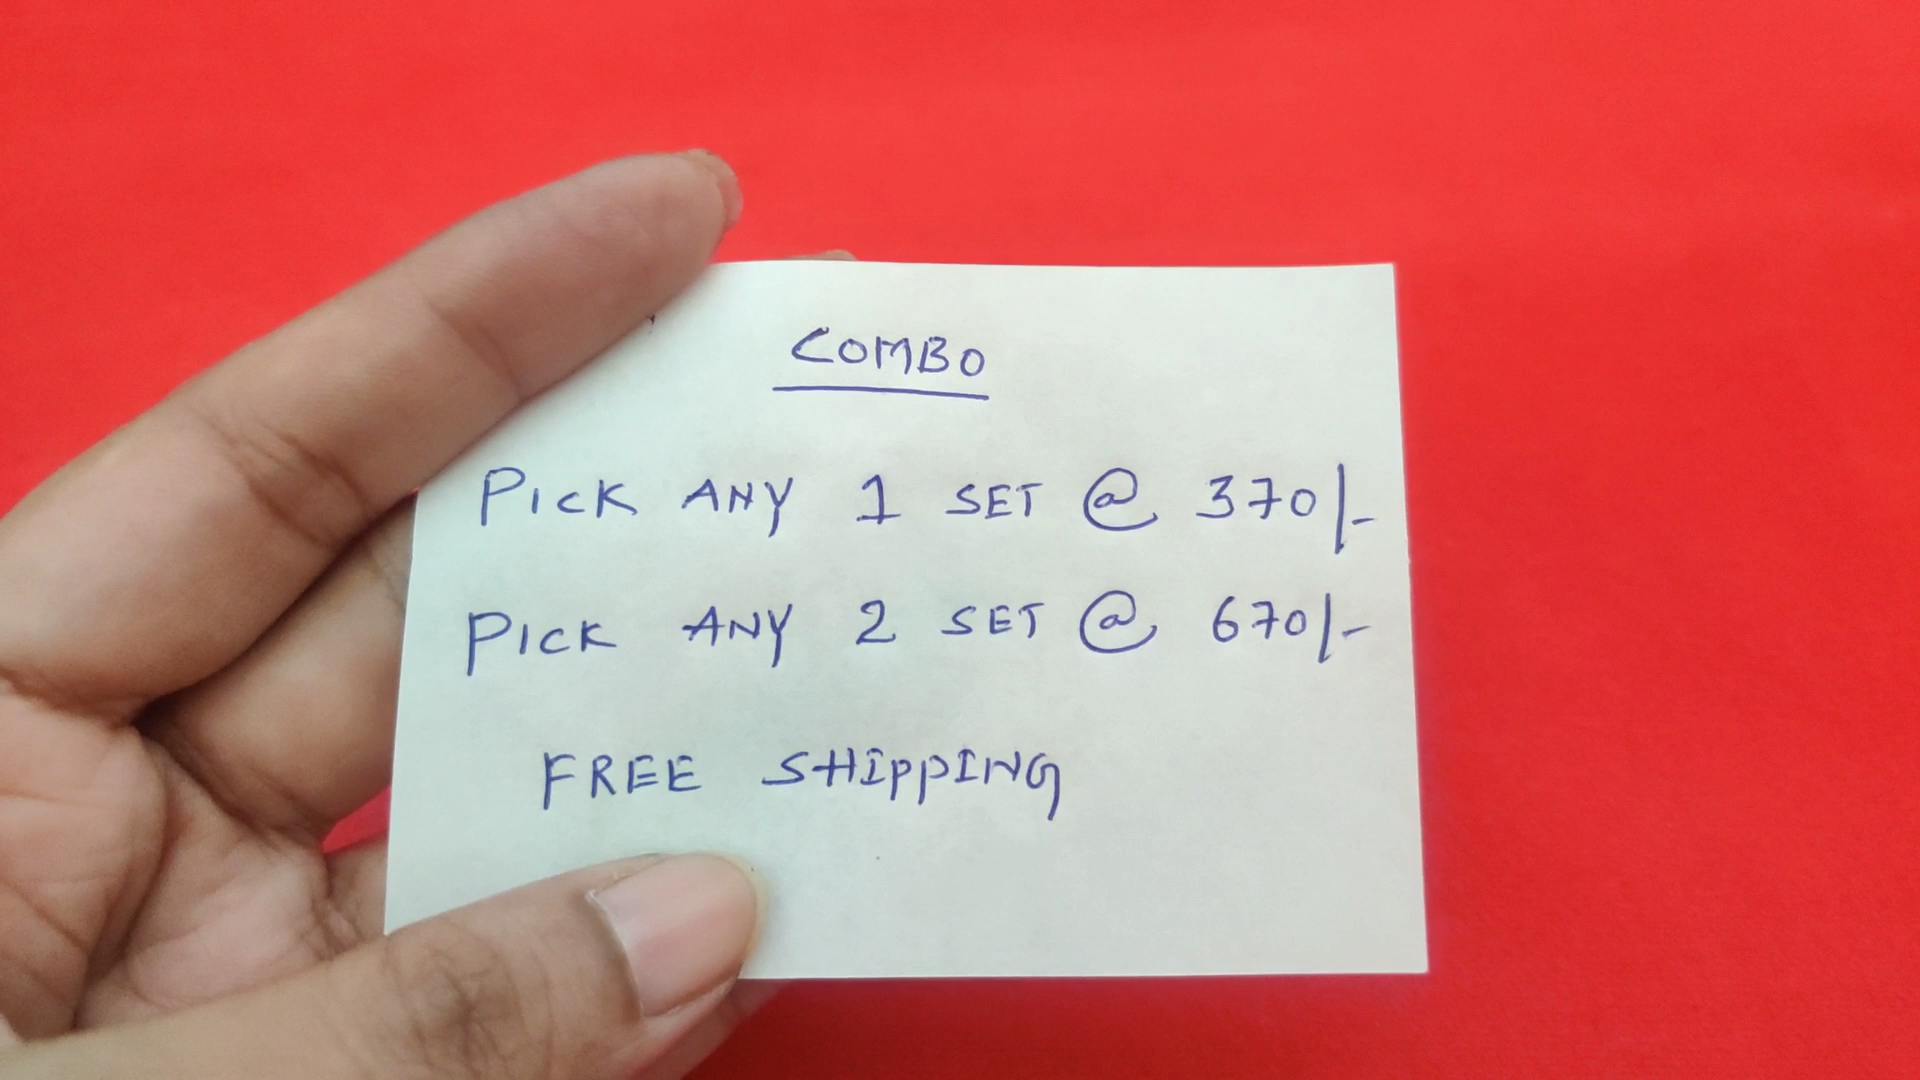 COMBO
PICK ANY 1 SET @ 370/-
PICK ANY 2 SET @ 670/-
FREE SHIPPING